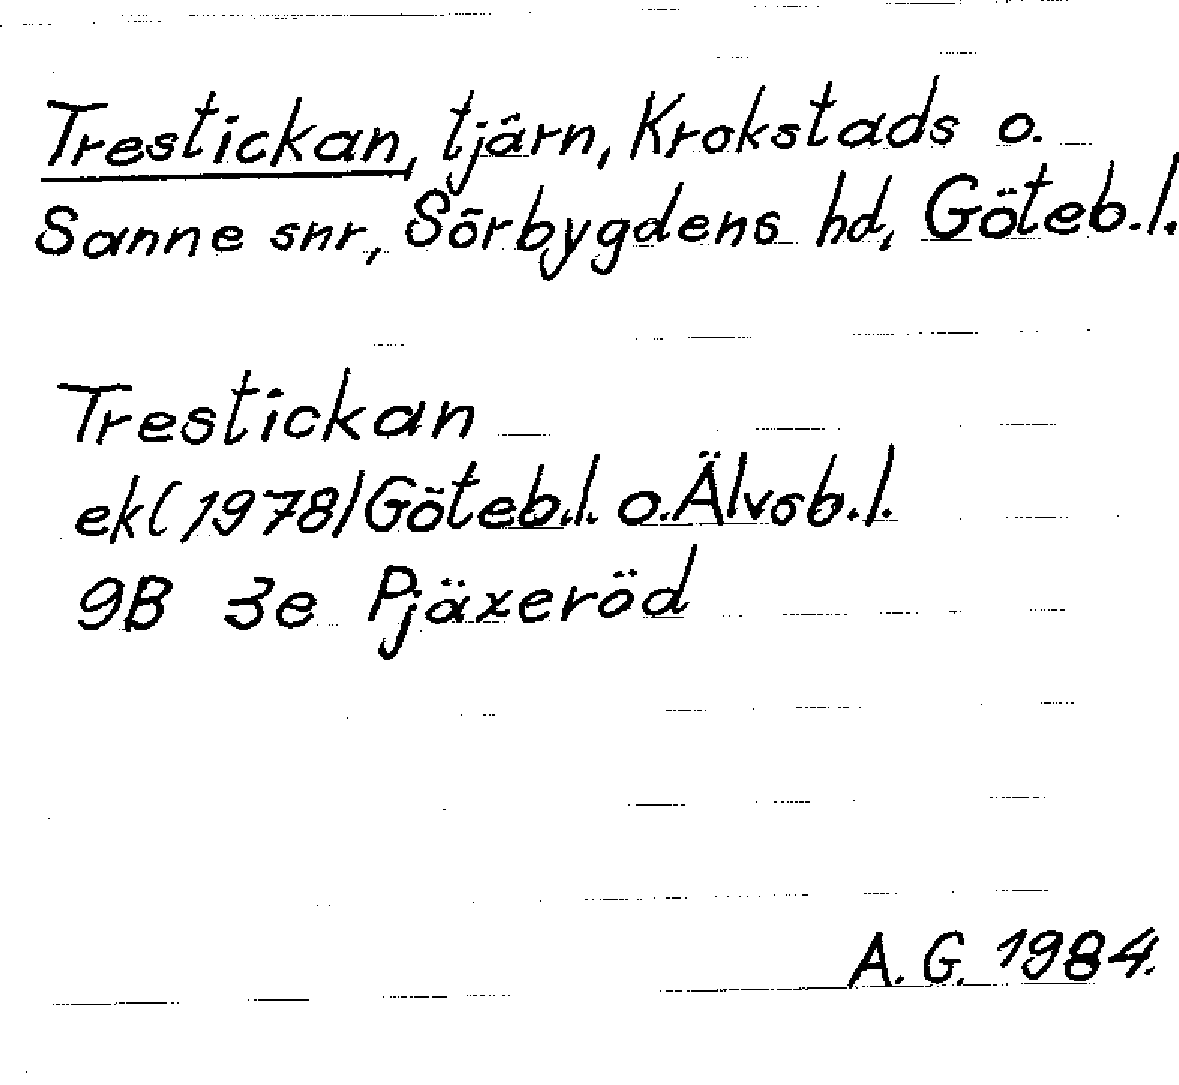 Trestickan, tjärn, Krokstads o.
Sanne snr, Sörbygdens hd, Göteb.l.
Trestickan
ek(1978)Göteb.l. o.Älvsb.l.
9B 3e Pjäxeröd
A. G. 1984.